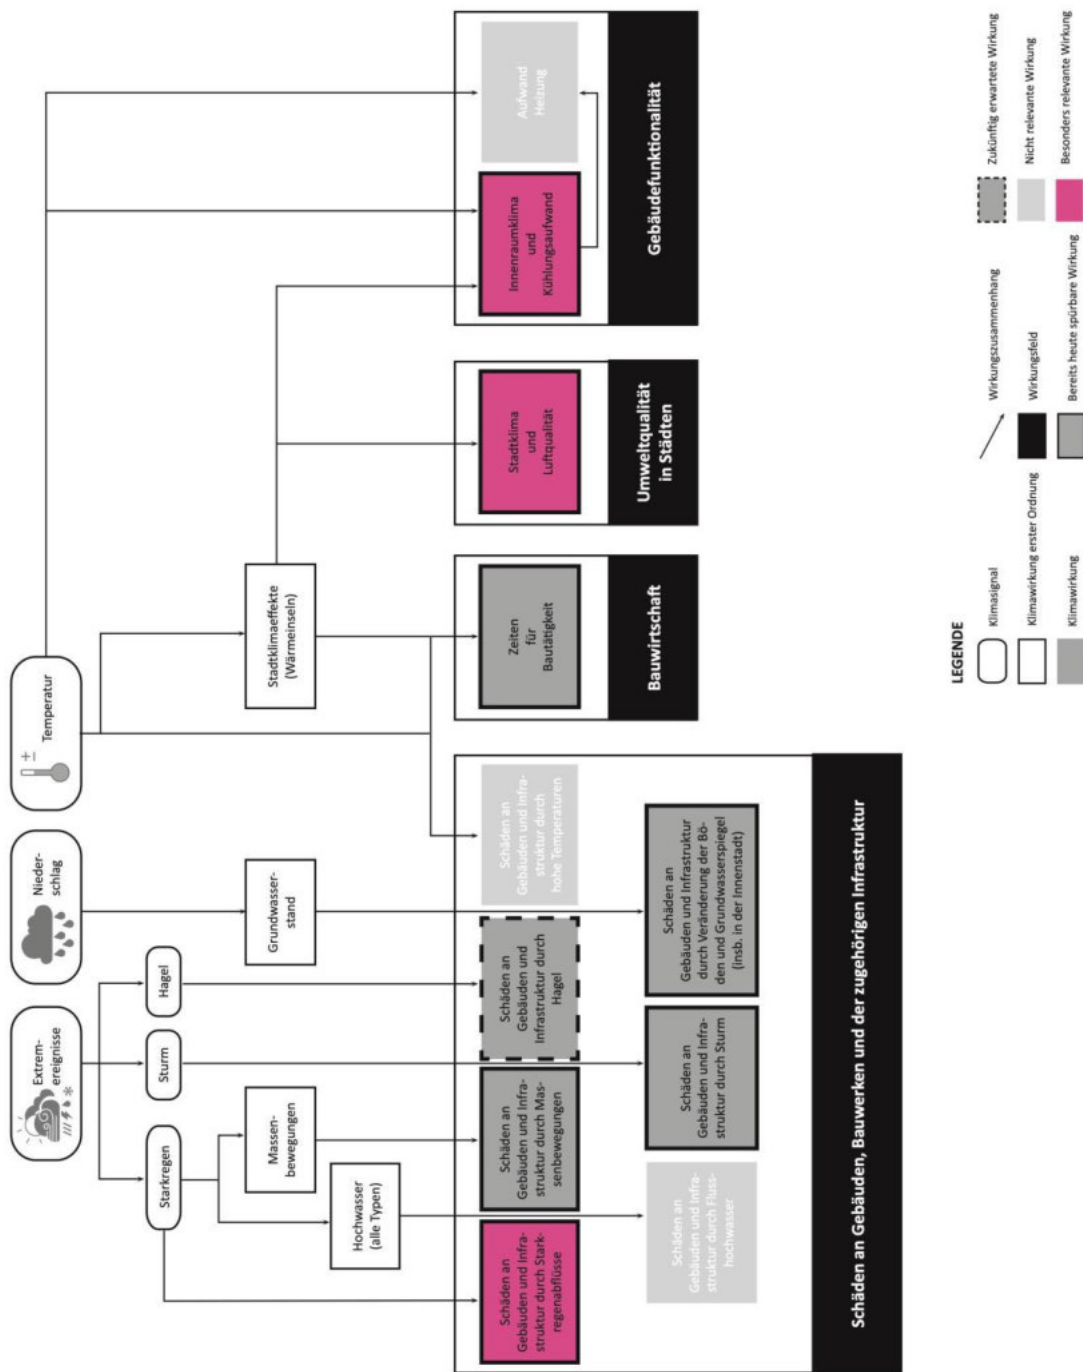 Extrem-
ereignisse
Nieder-
schlag
Temperatur
Starkregen
Sturm
Hagel
Massen-
bewegungen
Hochwasser
(alle Typen)
Grundwasser-
stand
Stadtklimaeffekte
(Wärmeinseln)
Schäden an
Gebäuden und Infra-
struktur durch Stark-
regenabflüsse
Schäden an
Gebäuden und Infra-
struktur durch Mas-
senbewegungen
Schäden an
Gebäuden und
Infrastruktur durch
Hagel
Schäden an
Gebäuden und Infra-
struktur durch
hohe Temperaturen
Schäden an
Gebäuden und Infra-
struktur durch Fluss-
hochwasser
Schäden an
Gebäuden und Infra-
struktur durch Sturm
Schäden an
Gebäuden und Infrastruktur
durch Veränderung der Bö-
den und Grundwasserspiegel
(insb. in der Innenstadt)
Schäden an Gebäuden, Bauwerken und der zugehörigen Infrastruktur
Zeiten
für
Bautätigkeit
Bauwirtschaft
Stadtklima
und
Luftqualität
Umweltqualität
in Städten
Innenraumklima
und
Kühlungsaufwand
Aufwand
Heizung
Gebäudefunktionalität
LEGENDE
Klimasignal
Klimawirkung erster Ordnung
Klimawirkung
Wirkungszusammenhang
Wirkungsfeld
Bereits heute spürbare Wirkung
Zukünftig erwartete Wirkung
Nicht relevante Wirkung
Besonders relevante Wirkung